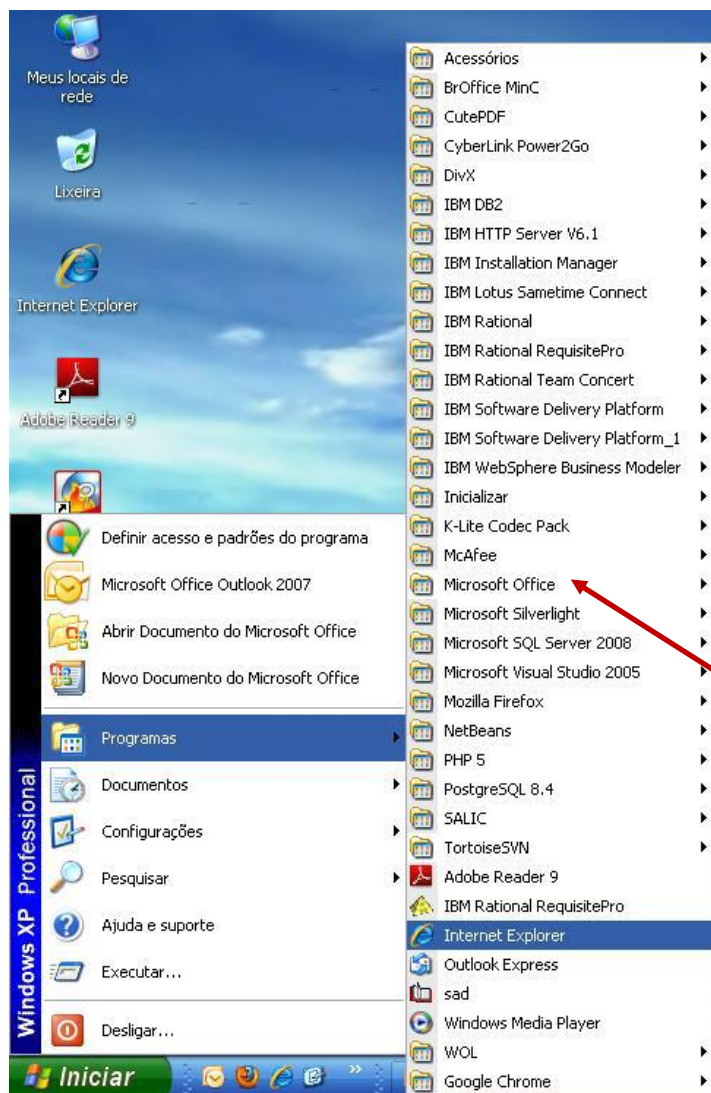 Meus locais de
rede
Lixeira
Internet Explorer
Adobe Reader 9
Definir acesso e padrões do programa
Microsoft Office Outlook 2007
Abrir Documento do Microsoft Office
Novo Documento do Microsoft Office
Programas
Documentos
Configurações
Pesquisar
Ajuda e suporte
Executar...
Desligar...
Windows XP Professional
Iniciar
Acessórios
BrOffice MinC
CutePDF
CyberLink Power2Go
DivX
IBM DB2
IBM HTTP Server V6.1
IBM Installation Manager
IBM Lotus Sametime Connect
IBM Rational
IBM Rational RequisitePro
IBM Rational Team Concert
IBM Software Delivery Platform
IBM Software Delivery Platform_1
IBM WebSphere Business Modeler
Inicializar
K-Lite Codec Pack
McAfee
Microsoft Office
Microsoft Silverlight
Microsoft SQL Server 2008
Microsoft Visual Studio 2005
Mozilla Firefox
NetBeans
PHP 5
PostgreSQL 8.4
SALIC
TortoiseSVN
Adobe Reader 9
IBM Rational RequisitePro
Internet Explorer
Outlook Express
sad
Windows Media Player
WOL
Google Chrome